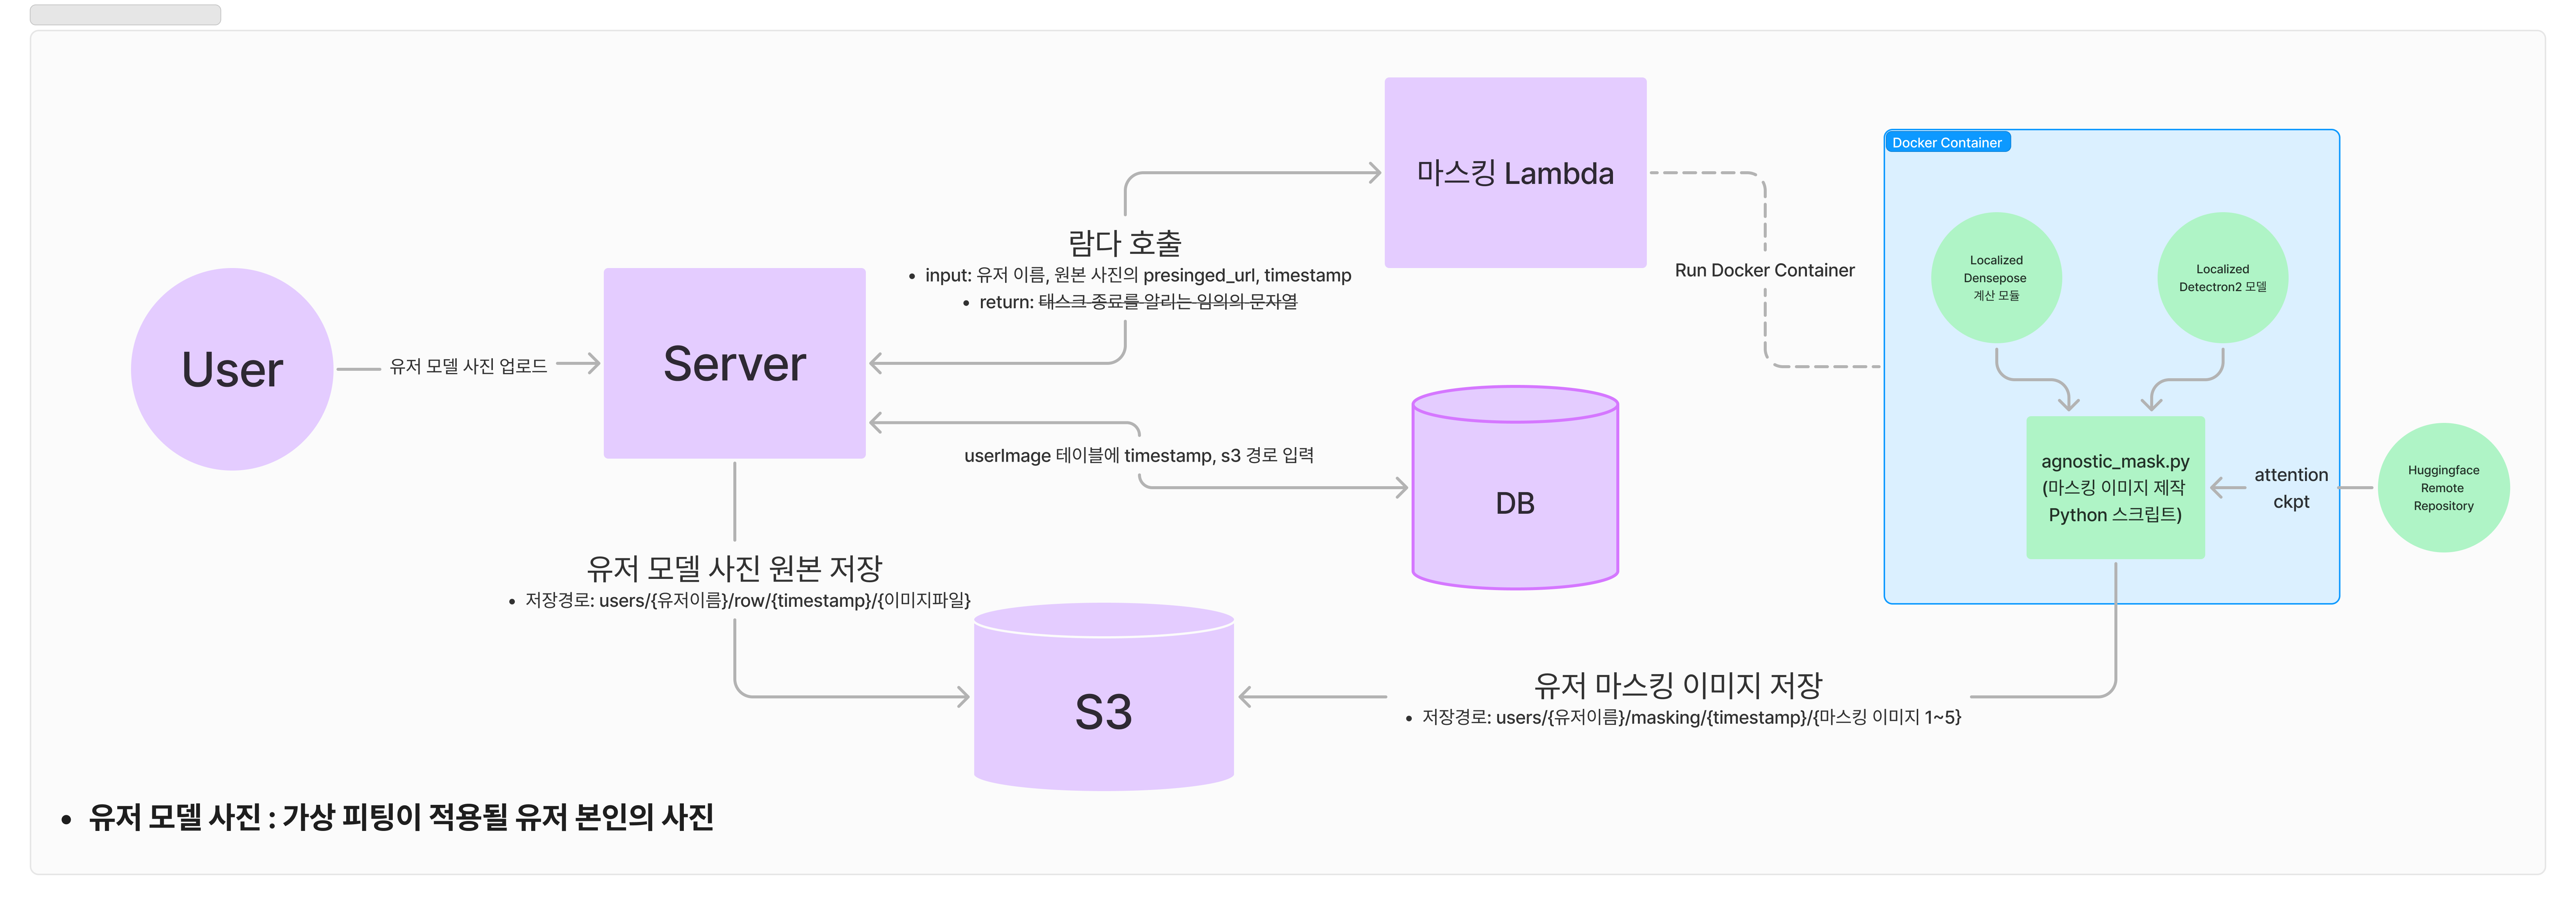 마스킹 Lambda
Docker Container
람다 호출
• input: 유저 이름, 원본 사진의 presinged_url, timestamp
• return: 태스크 종료를 알리는 임의의 문자열
Run Docker Container
Localized
Densepose
계산 모듈
Localized
Detectron2 모델
User
유저 모델 사진 업로드
Server
userImage 테이블에 timestamp, s3 경로 입력
DB
agnostic_mask.py
(마스킹 이미지 제작
Python 스크립트)
attention
ckpt
Huggingface
Remote
Repository
유저 모델 사진 원본 저장
• 저장경로: users/{유저이름}/row/{timestamp}/{이미지파일}
S3
유저 마스킹 이미지 저장
• 저장경로: users/{유저이름}/masking/{timestamp}/{마스킹 이미지 1~5}
• 유저 모델 사진 : 가상 피팅이 적용될 유저 본인의 사진